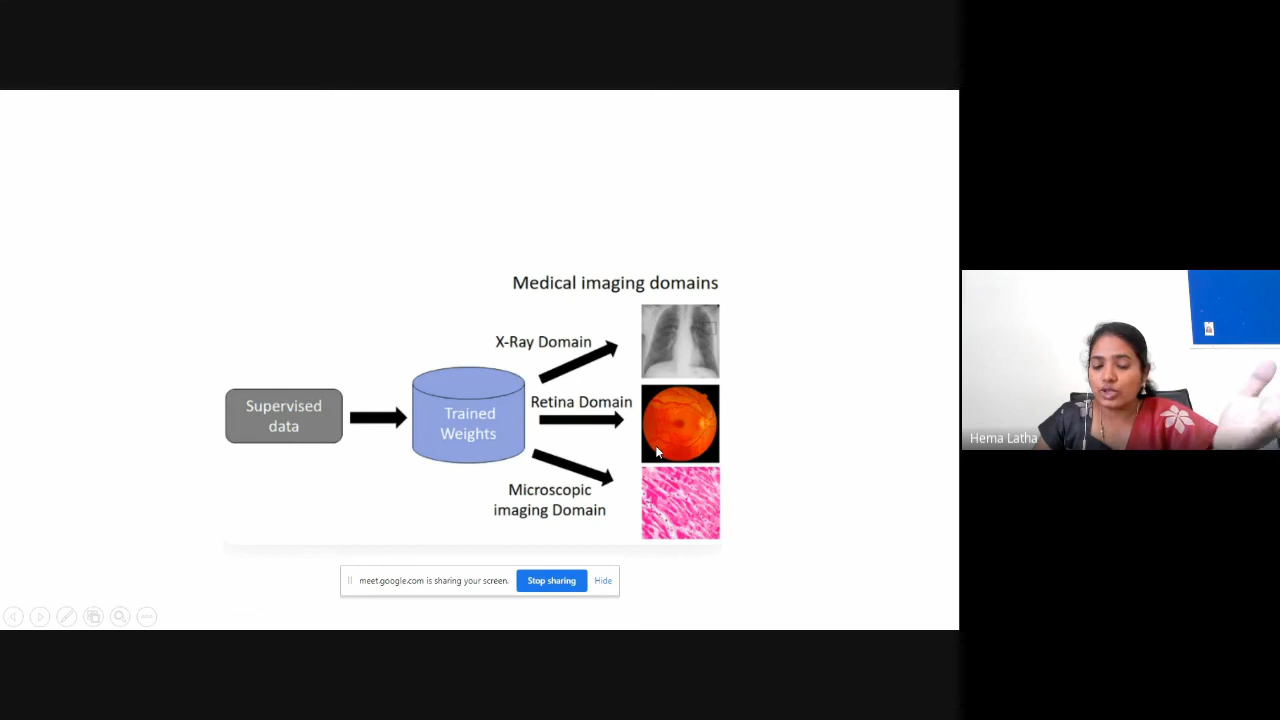 Medical imaging domains
X-Ray Domain
Supervised
data
Trained
Weights
Retina Domain
Microscopic
imaging Domain
meet.google.com is sharing your screen.
Stop sharing
Hide
Hema Latha